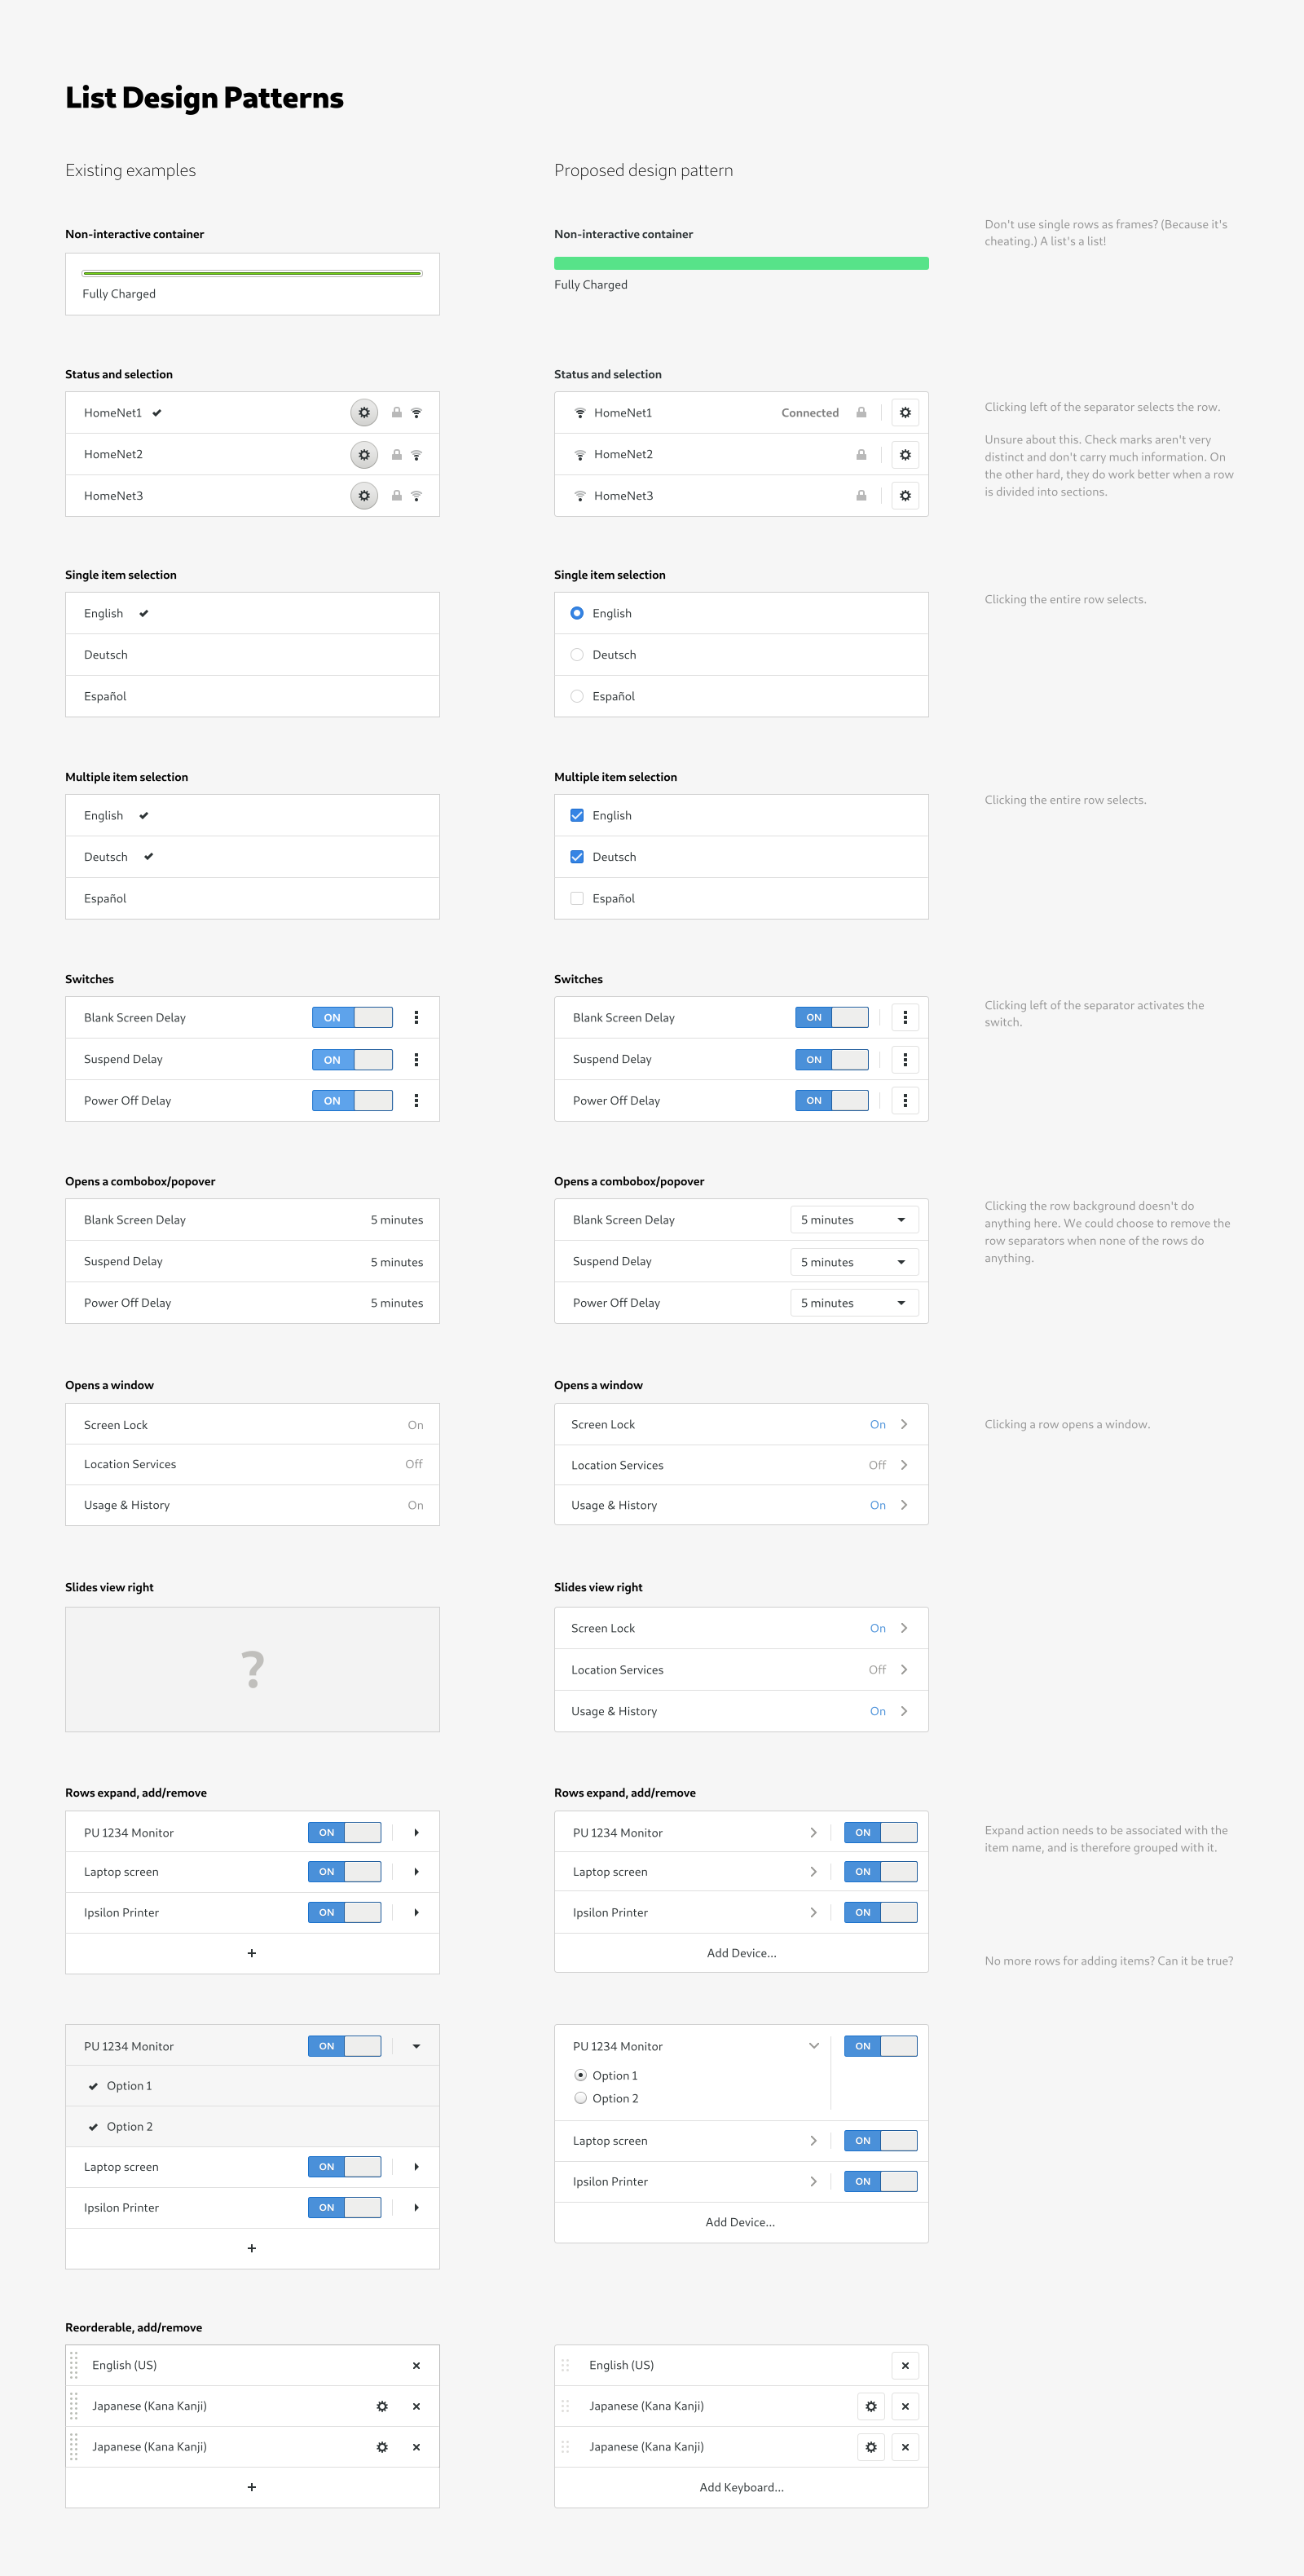 List Design Patterns
Existing examples
Proposed design pattern
Non-interactive container
Fully Charged
Non-interactive container
Fully Charged
Don't use single rows as frames? (Because it's
cheating.) A list's a list!
Status and selection
HomeNet1
HomeNet2
HomeNet3
Status and selection
HomeNet1 Connected
HomeNet2
HomeNet3
Clicking left of the separator selects the row.
Unsure about this. Check marks aren't very
distinct and don't carry much information. On
the other hard, they do work better when a row
is divided into sections.
Single item selection
English
Deutsch
Español
Single item selection
English
Deutsch
Español
Clicking the entire row selects.
Multiple item selection
English
Deutsch
Español
Multiple item selection
English
Deutsch
Español
Clicking the entire row selects.
Switches
Blank Screen Delay ON
Suspend Delay ON
Power Off Delay ON
Switches
Blank Screen Delay ON
Suspend Delay ON
Power Off Delay ON
Clicking left of the separator activates the
switch.
Opens a combobox/popover
Blank Screen Delay 5 minutes
Suspend Delay 5 minutes
Power Off Delay 5 minutes
Opens a combobox/popover
Blank Screen Delay 5 minutes
Suspend Delay 5 minutes
Power Off Delay 5 minutes
Clicking the row background doesn't do
anything here. We could choose to remove the
row separators when none of the rows do
anything.
Opens a window
Screen Lock On
Location Services Off
Usage & History On
Opens a window
Screen Lock On
Location Services Off
Usage & History On
Clicking a row opens a window.
Slides view right
?
Slides view right
Screen Lock On
Location Services Off
Usage & History On
Rows expand, add/remove
PU 1234 Monitor ON
Laptop screen ON
Ipsilon Printer ON
+
Rows expand, add/remove
PU 1234 Monitor ON
Laptop screen ON
Ipsilon Printer ON
Add Device...
Expand action needs to be associated with the
item name, and is therefore grouped with it.
No more rows for adding items? Can it be true?
PU 1234 Monitor ON
Option 1
Option 2
Laptop screen ON
Ipsilon Printer ON
+
PU 1234 Monitor ON
Option 1
Option 2
Laptop screen ON
Ipsilon Printer ON
Add Device...
Reorderable, add/remove
English (US)
Japanese (Kana Kanji)
Japanese (Kana Kanji)
+
English (US)
Japanese (Kana Kanji)
Japanese (Kana Kanji)
Add Keyboard...